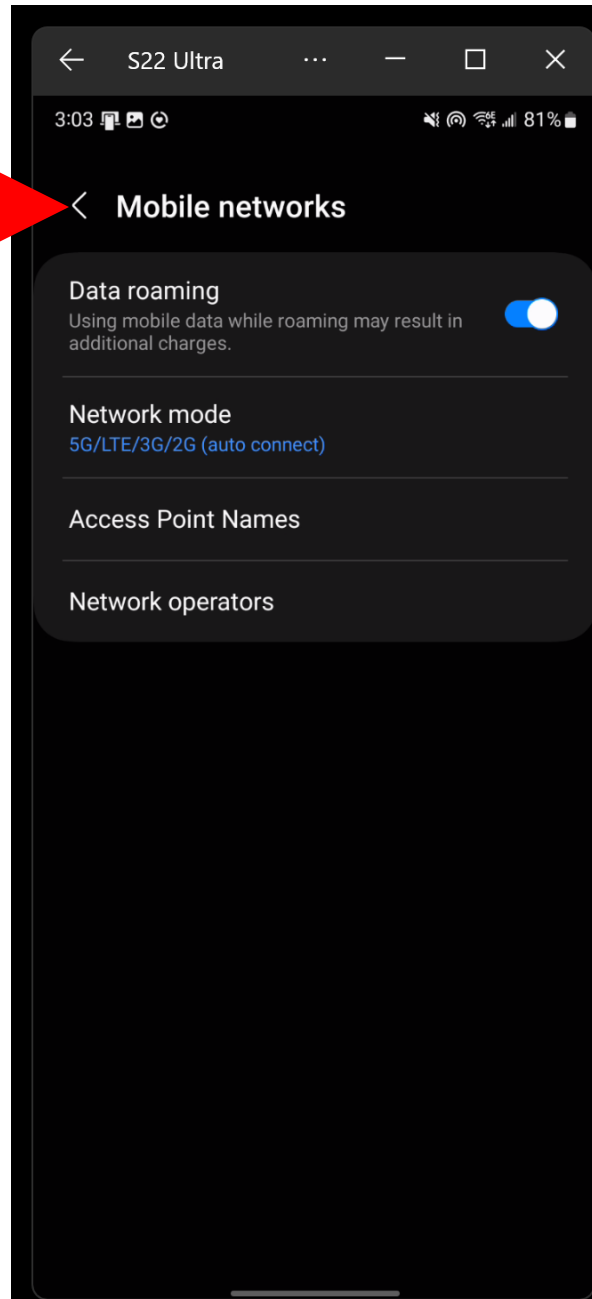 S22 Ultra
3:03
6E
81%
Mobile networks
Data roaming
Using mobile data while roaming may result in
additional charges.
Network mode
5G/LTE/3G/2G (auto connect)
Access Point Names
Network operators